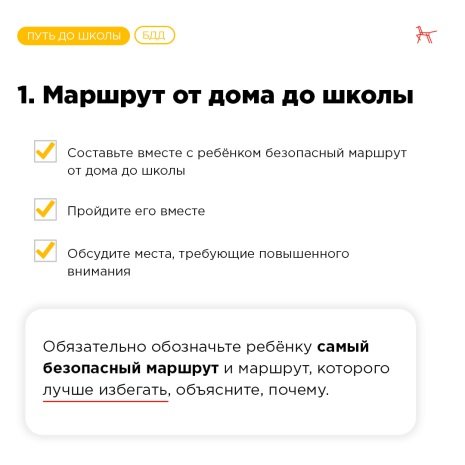 ПУТЬ ДО ШКОЛЫ БДД
1. Маршрут от дома до школы
Составьте вместе с ребёнком безопасный маршрут
от дома до школы
Пройдите его вместе
Обсудите места, требующие повышенного
внимания
Обязательно обозначьте ребёнку самый
безопасный маршрут и маршрут, которого
лучше избегать, объясните, почему.